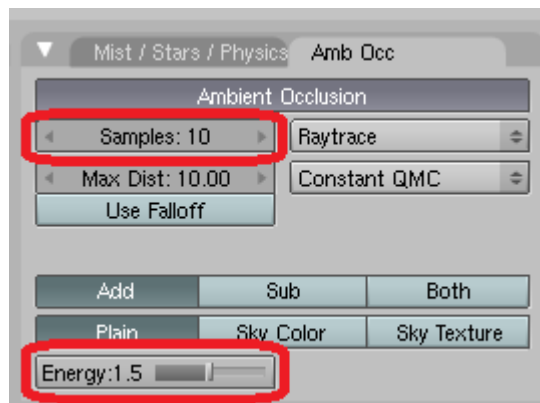 Mist / Stars / Physics Amb Occ
Ambient Occlusion
Samples: 10 Raytrace
Max Dist: 10.00 Constant QMC
Use Falloff
Add Sub Both
Plain Sky Color Sky Texture
Energy:1.5